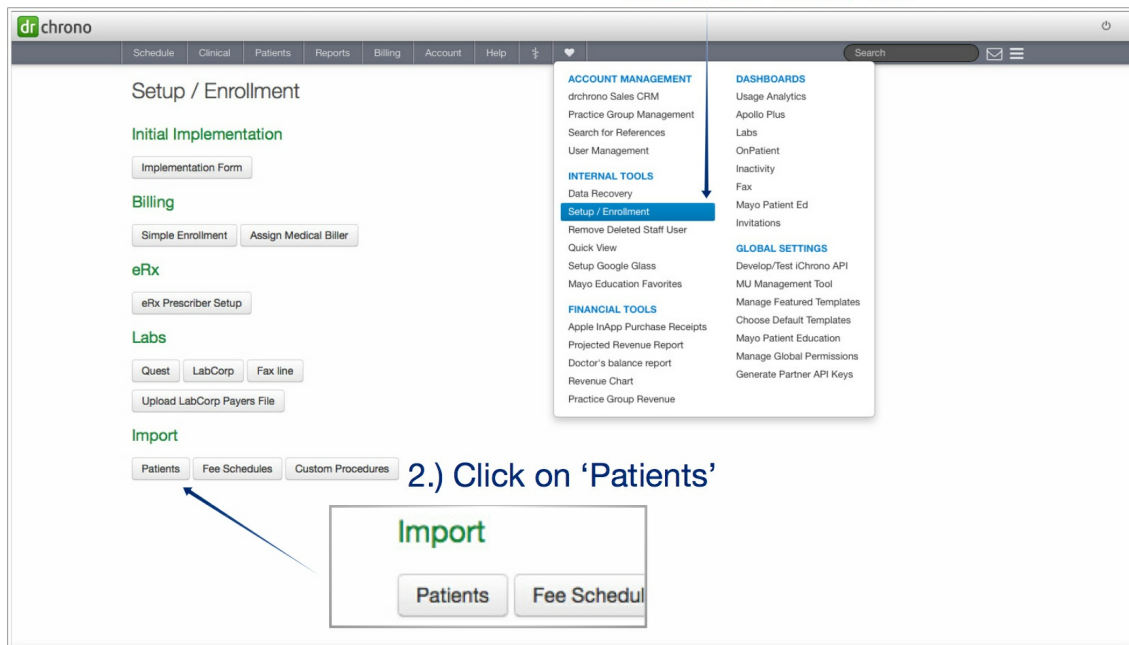 dr chrono
Schedule Clinical Patients Reports Billing Account Help Search
Setup / Enrollment
Initial Implementation
Implementation Form
Billing
Simple Enrollment Assign Medical Biller
eRx
eRx Prescriber Setup
Labs
Quest LabCorp Fax line
Upload LabCorp Payers File
Import
Patients Fee Schedules Custom Procedures
ACCOUNT MANAGEMENT
drchrono Sales CRM
Practice Group Management
Search for References
User Management
INTERNAL TOOLS
Data Recovery
Setup / Enrollment
Remove Deleted Staff User
Quick View
Setup Google Glass
Mayo Education Favorites
FINANCIAL TOOLS
Apple InApp Purchase Receipts
Projected Revenue Report
Doctor's balance report
Revenue Chart
Practice Group Revenue
DASHBOARDS
Usage Analytics
Apollo Plus
Labs
OnPatient
Inactivity
Fax
Mayo Patient Ed
Invitations
GLOBAL SETTINGS
Develop/Test iChrono API
MU Management Tool
Manage Featured Templates
Choose Default Templates
Mayo Patient Education
Manage Global Permissions
Generate Partner API Keys
2.) Click on ‘Patients’
Import
Patients Fee Schedul